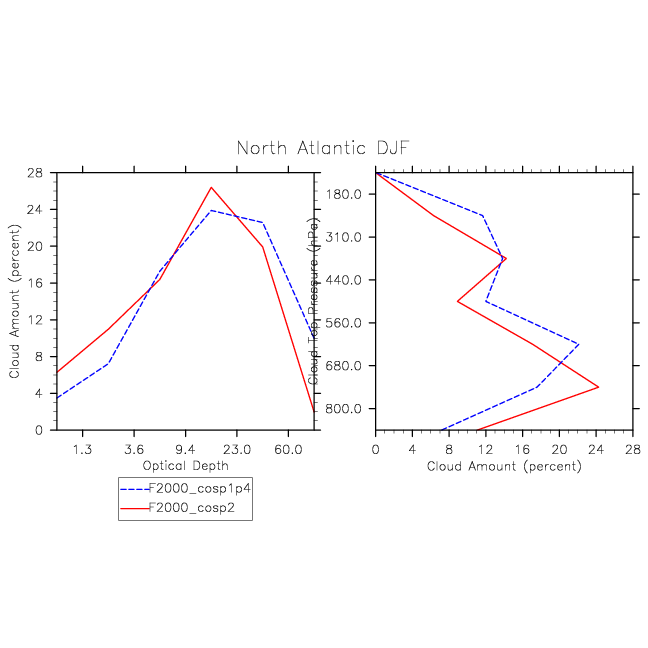 North Atlantic DJF
Cloud Amount (percent)
28
24
20
16
12
8
4
0
1.3 3.6 9.4 23.0 60.0
Optical Depth
F2000_cosp1p4
F2000_cosp2
Cloud Top Pressure (hPa)
180.0
310.0
440.0
560.0
680.0
800.0
0 4 8 12 16 20 24 28
Cloud Amount (percent)